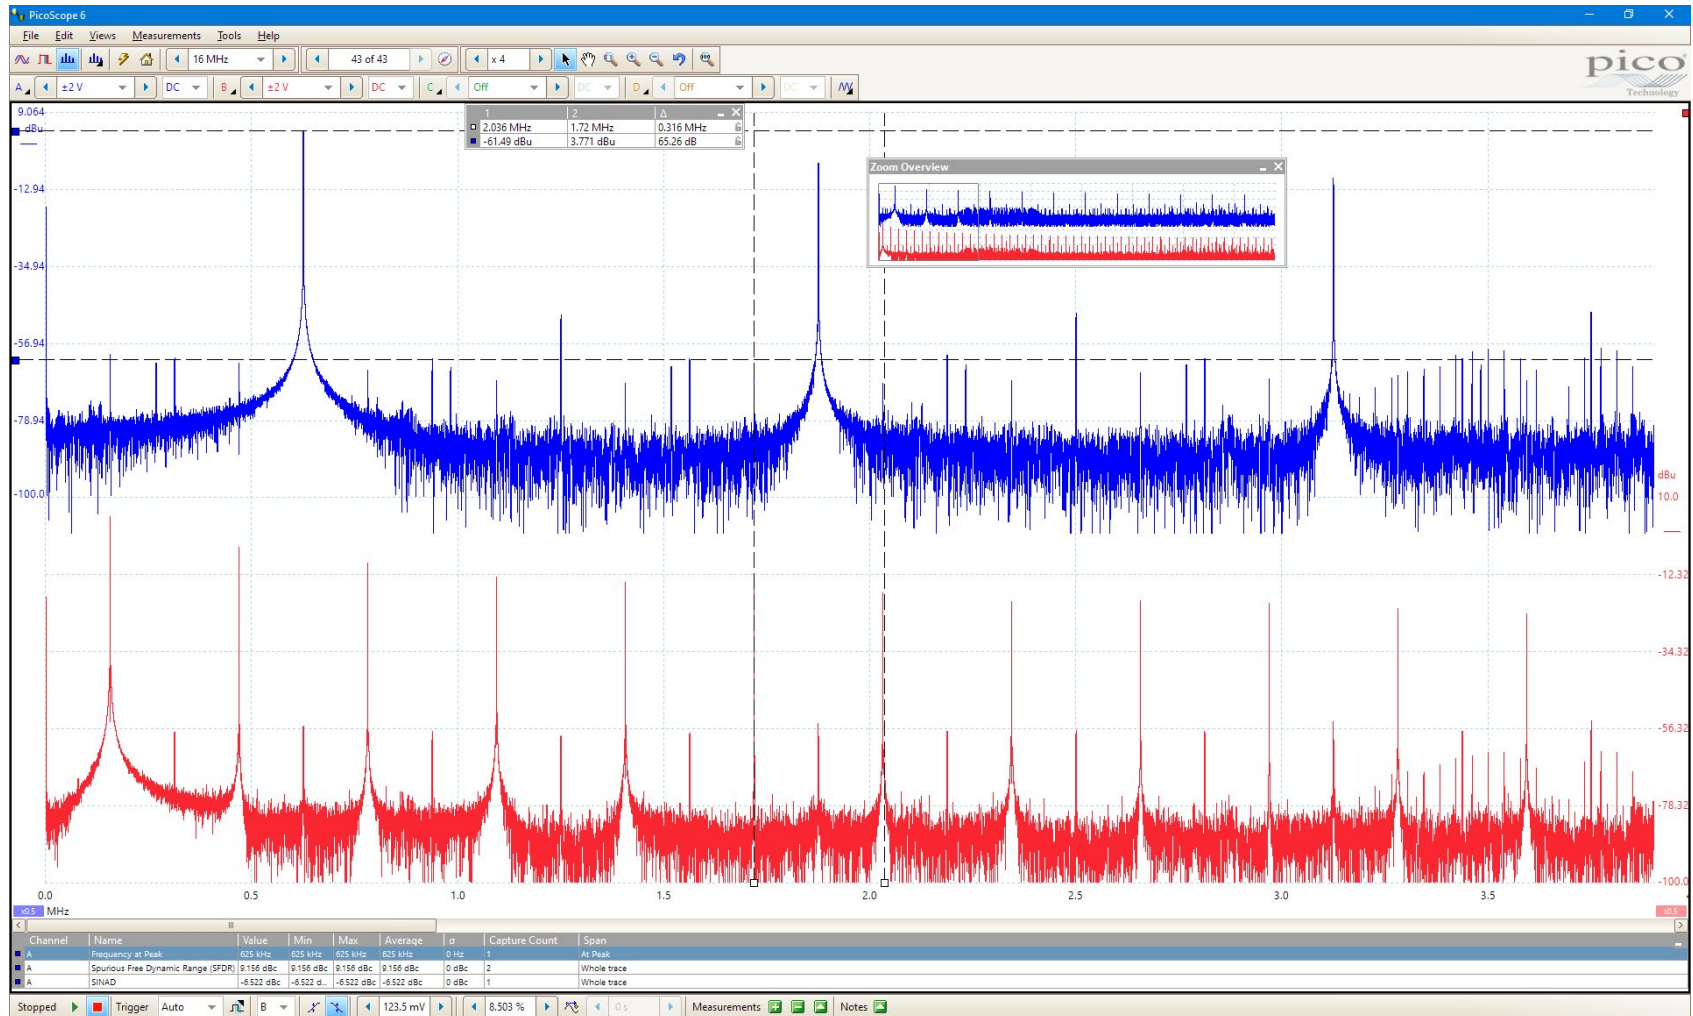 PicoScope 6
File Edit Views Measurements Tools Help
16 MHz 43 of 43 x 4
pico
Technology
A ±2 V DC B ±2 V DC C Off DC D Off DC
9.064
dBu
-12.94
-34.94
-56.94
-78.94
-100.0
1 2 Δ
2.036 MHz 1.72 MHz 0.316 MHz
-61.49 dBu 3.771 dBu 65.26 dB
Zoom Overview
dBu
10.0
-12.32
-34.32
-56.32
-78.32
-100.0
0.0 0.5 1.0 1.5 2.0 2.5 3.0 3.5
x0.5 MHz x0.5
Channel Name Value Min Max Average σ Capture Count Span
A Frequency at Peak 625 kHz 625 kHz 625 kHz 625 kHz 0 Hz 1 At Peak
A Spurious Free Dynamic Range (SFDR) 9.156 dBc 9.156 dBc 9.156 dBc 9.156 dBc 0 dBc 2 Whole trace
A SINAD -6.522 dBc -6.522 d... -6.522 dBc -6.522 dBc 0 dBc 1 Whole trace
Stopped Trigger Auto B 123.5 mV 8.503 % 0 s Measurements Notes